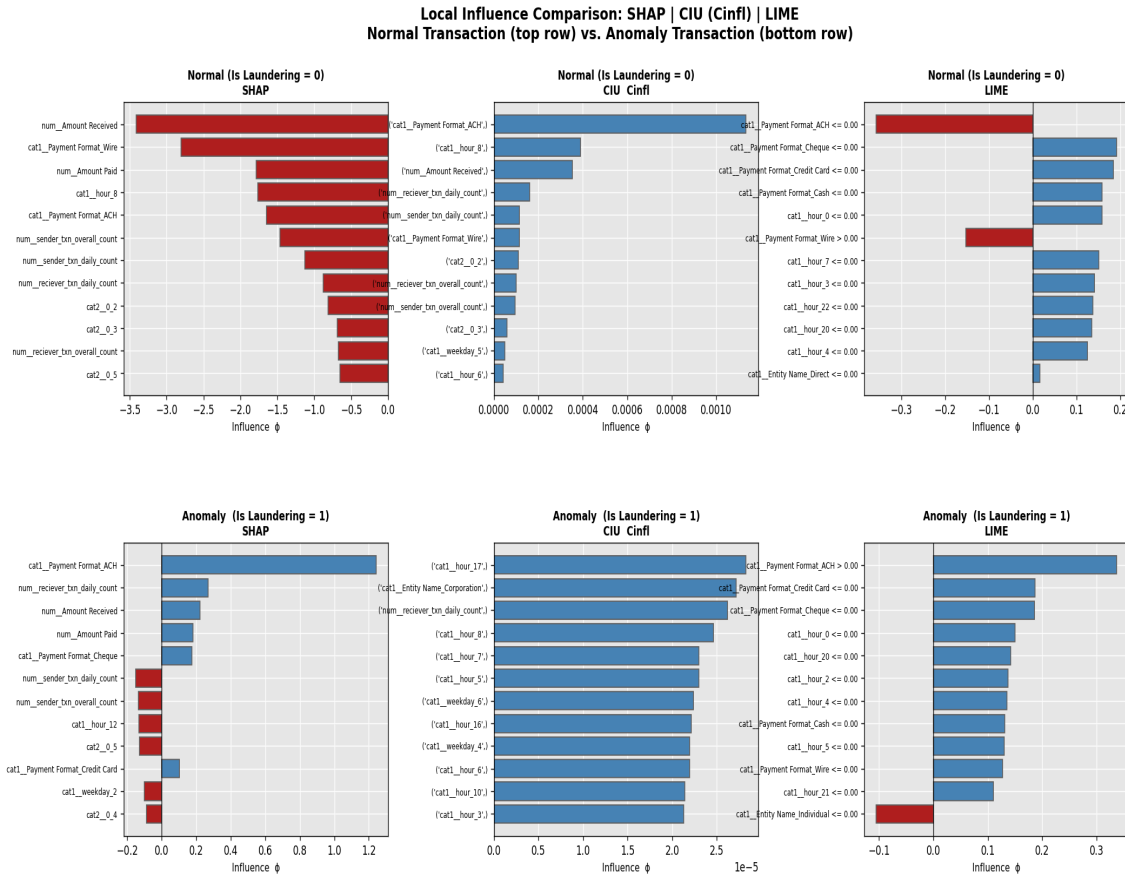 Local Influence Comparison: SHAP | CIU (Cinfl) | LIME
Normal Transaction (top row) vs. Anomaly Transaction (bottom row)
Normal (Is Laundering = 0)
SHAP
num__Amount Received
cat1__Payment Format_Wire
num__Amount Paid
cat1__hour_8
cat1__Payment Format_ACH
num__sender_txn_overall_count
num__sender_txn_daily_count
num__reciever_txn_daily_count
cat2__0_2
cat2__0_3
num__reciever_txn_overall_count
cat2__0_5
−3.5 −3.0 −2.5 −2.0 −1.5 −1.0 −0.5 0.0
Influence ϕ
Normal (Is Laundering = 0)
CIU Cinfl
('cat1__Payment Format_ACH',)
('cat1__hour_8',)
('num__Amount Received',)
('num__reciever_txn_daily_count',)
('num__sender_txn_daily_count',)
('cat1__Payment Format_Wire',)
('cat2__0_2',)
('num__reciever_txn_overall_count',)
('num__sender_txn_overall_count',)
('cat2__0_3',)
('cat1__weekday_5',)
('cat1__hour_6',)
0.0000 0.0002 0.0004 0.0006 0.0008 0.0010
Influence ϕ
Normal (Is Laundering = 0)
LIME
cat1__Payment Format_ACH <= 0.00
cat1__Payment Format_Cheque <= 0.00
cat1__Payment Format_Credit Card <= 0.00
cat1__Payment Format_Cash <= 0.00
cat1__hour_0 <= 0.00
cat1__Payment Format_Wire > 0.00
cat1__hour_7 <= 0.00
cat1__hour_3 <= 0.00
cat1__hour_22 <= 0.00
cat1__hour_20 <= 0.00
cat1__hour_4 <= 0.00
cat1__Entity Name_Direct <= 0.00
−0.3 −0.2 −0.1 0.0 0.1 0.2
Influence ϕ
Anomaly (Is Laundering = 1)
SHAP
cat1__Payment Format_ACH
num__reciever_txn_daily_count
num__Amount Received
num__Amount Paid
cat1__Payment Format_Cheque
num__sender_txn_daily_count
num__sender_txn_overall_count
cat1__hour_12
cat2__0_5
cat1__Payment Format_Credit Card
cat1__weekday_2
cat2__0_4
−0.2 0.0 0.2 0.4 0.6 0.8 1.0 1.2
Influence ϕ
Anomaly (Is Laundering = 1)
CIU Cinfl
('cat1__hour_17',)
('cat1__Entity Name_Corporation',)
('num__reciever_txn_daily_count',)
('cat1__hour_8',)
('cat1__hour_7',)
('cat1__hour_5',)
('cat1__weekday_6',)
('cat1__hour_16',)
('cat1__weekday_4',)
('cat1__hour_6',)
('cat1__hour_10',)
('cat1__hour_3',)
0.0 0.5 1.0 1.5 2.0 2.5
1e−5
Influence ϕ
Anomaly (Is Laundering = 1)
LIME
cat1__Payment Format_ACH > 0.00
cat1__Payment Format_Credit Card <= 0.00
cat1__Payment Format_Cheque <= 0.00
cat1__hour_0 <= 0.00
cat1__hour_20 <= 0.00
cat1__hour_2 <= 0.00
cat1__hour_4 <= 0.00
cat1__Payment Format_Cash <= 0.00
cat1__hour_5 <= 0.00
cat1__Payment Format_Wire <= 0.00
cat1__hour_21 <= 0.00
cat1__Entity Name_Individual <= 0.00
−0.1 0.0 0.1 0.2 0.3
Influence ϕ